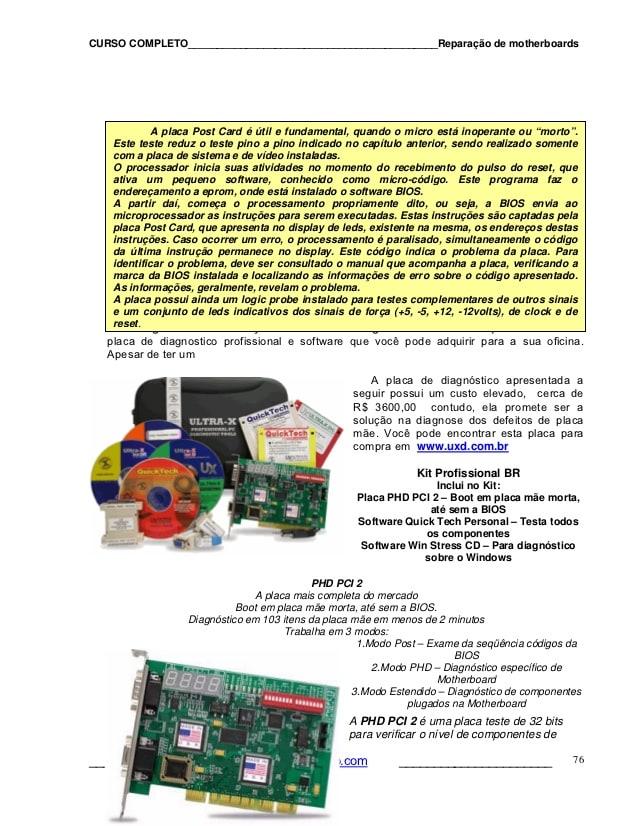 CURSO COMPLETO___________________________________________Reparação de motherboards
A placa Post Card é útil e fundamental, quando o micro está inoperante ou “morto”.
Este teste reduz o teste pino a pino indicado no capítulo anterior, sendo realizado somente
com a placa de sistema e de vídeo instaladas.
O processador inicia suas atividades no momento do recebimento do pulso do reset, que
ativa um pequeno software, conhecido como micro-código. Este programa faz o
endereçamento a eprom, onde está instalado o software BIOS.
A partir daí, começa o processamento propriamente dito, ou seja, a BIOS envia ao
microprocessador as instruções para serem executadas. Estas instruções são captadas pela
placa Post Card, que apresenta no display de leds, existente na mesma, os endereços destas
instruções. Caso ocorrer um erro, o processamento é paralisado, simultaneamente o código
da última instrução permanece no display. Este código indica o problema da placa. Para
identificar o problema, deve ser consultado o manual que acompanha a placa, verificando a
marca da BIOS instalada e localizando as informações de erro sobre o código apresentado.
As informações, geralmente, revelam o problema.
A placa possui ainda um logic probe instalado para testes complementares de outros sinais
e um conjunto de leds indicativos dos sinais de força (+5, -5, +12, -12volts), de clock e de
reset.
placa de diagnostico profissional e software que você pode adquirir para a sua oficina.
Apesar de ter um
A placa de diagnóstico apresentada a
seguir possui um custo elevado, cerca de
R$ 3600,00 contudo, ela promete ser a
solução na diagnose dos defeitos de placa
mãe. Você pode encontrar esta placa para
compra em www.uxd.com.br
ULTRA-X
PROFESSIONAL PC
DIAGNOSTIC TOOLS
QuickTech
QuickTech
Ultra-X
UX
Kit Profissional BR
Inclui no Kit:
Placa PHD PCI 2 – Boot em placa mãe morta,
até sem a BIOS
Software Quick Tech Personal – Testa todos
os componentes
Software Win Stress CD – Para diagnóstico
sobre o Windows
PHD PCI 2
A placa mais completa do mercado
Boot em placa mãe morta, até sem a BIOS.
Diagnóstico em 103 itens da placa mãe em menos de 2 minutos
Trabalha em 3 modos:
1.Modo Post – Exame da seqüência códigos da
BIOS
2.Modo PHD – Diagnóstico específico de
Motherboard
3.Modo Estendido – Diagnóstico de componentes
plugados na Motherboard
A PHD PCI 2 é uma placa teste de 32 bits
para verificar o nível de componentes de
.com 76